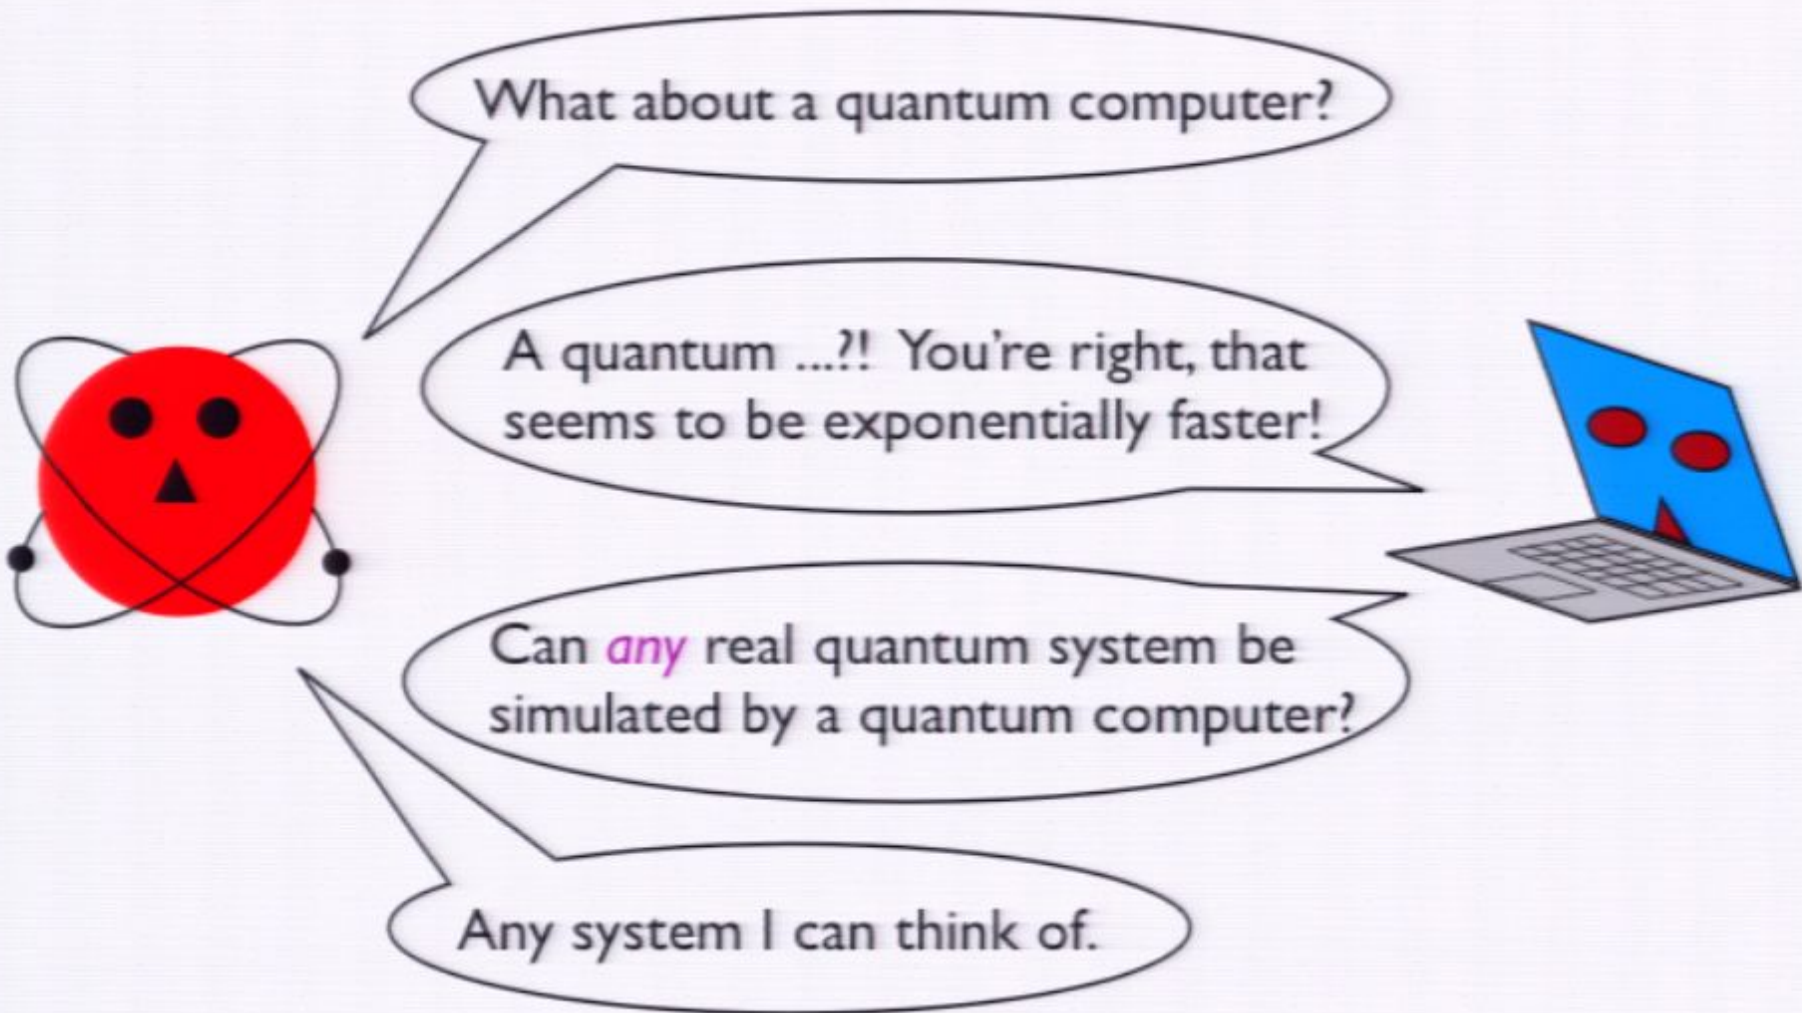 What about a quantum computer?
A quantum ...?! You're right, that
seems to be exponentially faster!
Can any real quantum system be
simulated by a quantum computer?
Any system I can think of.